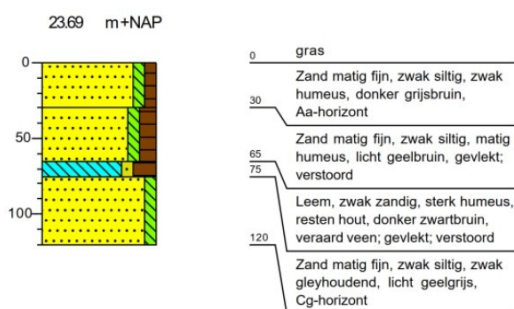 23.69 m+NAP
0
50
100
0
gras
Zand matig fijn, zwak siltig, zwak
humeus, donker grijsbruin,
Aa-horizont
30
Zand matig fijn, zwak siltig, matig
humeus, licht geelbruin, gevlekt;
verstoord
65
75
Leem, zwak zandig, sterk humeus,
resten hout, donker zwartbruin,
veraard veen; gevlekt; verstoord
120
Zand matig fijn, zwak siltig, zwak
gleyhoudend, licht geelgrijs,
Cg-horizont